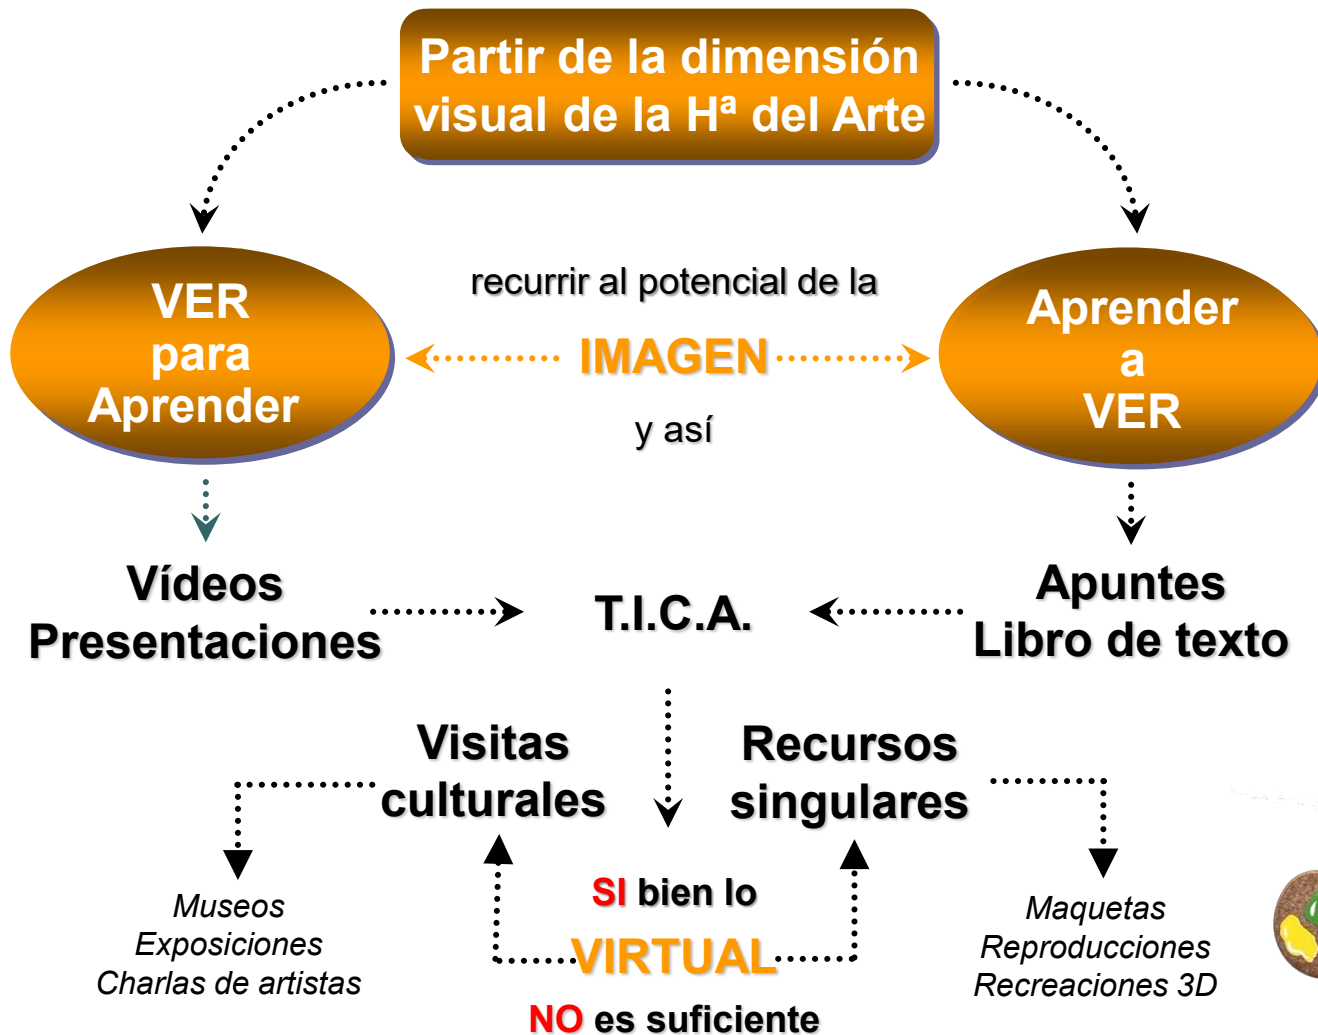 Partir de la dimensión
visual de la Hª del Arte
VER
para
Aprender
recurrir al potencial de la
IMAGEN
y así
Aprender
a
VER
Vídeos
Presentaciones
T.I.C.A.
Apuntes
Libro de texto
Visitas
culturales
Recursos
singulares
Museos
Exposiciones
Charlas de artistas
SI bien lo
VIRTUAL
NO es suficiente
Maquetas
Reproducciones
Recreaciones 3D